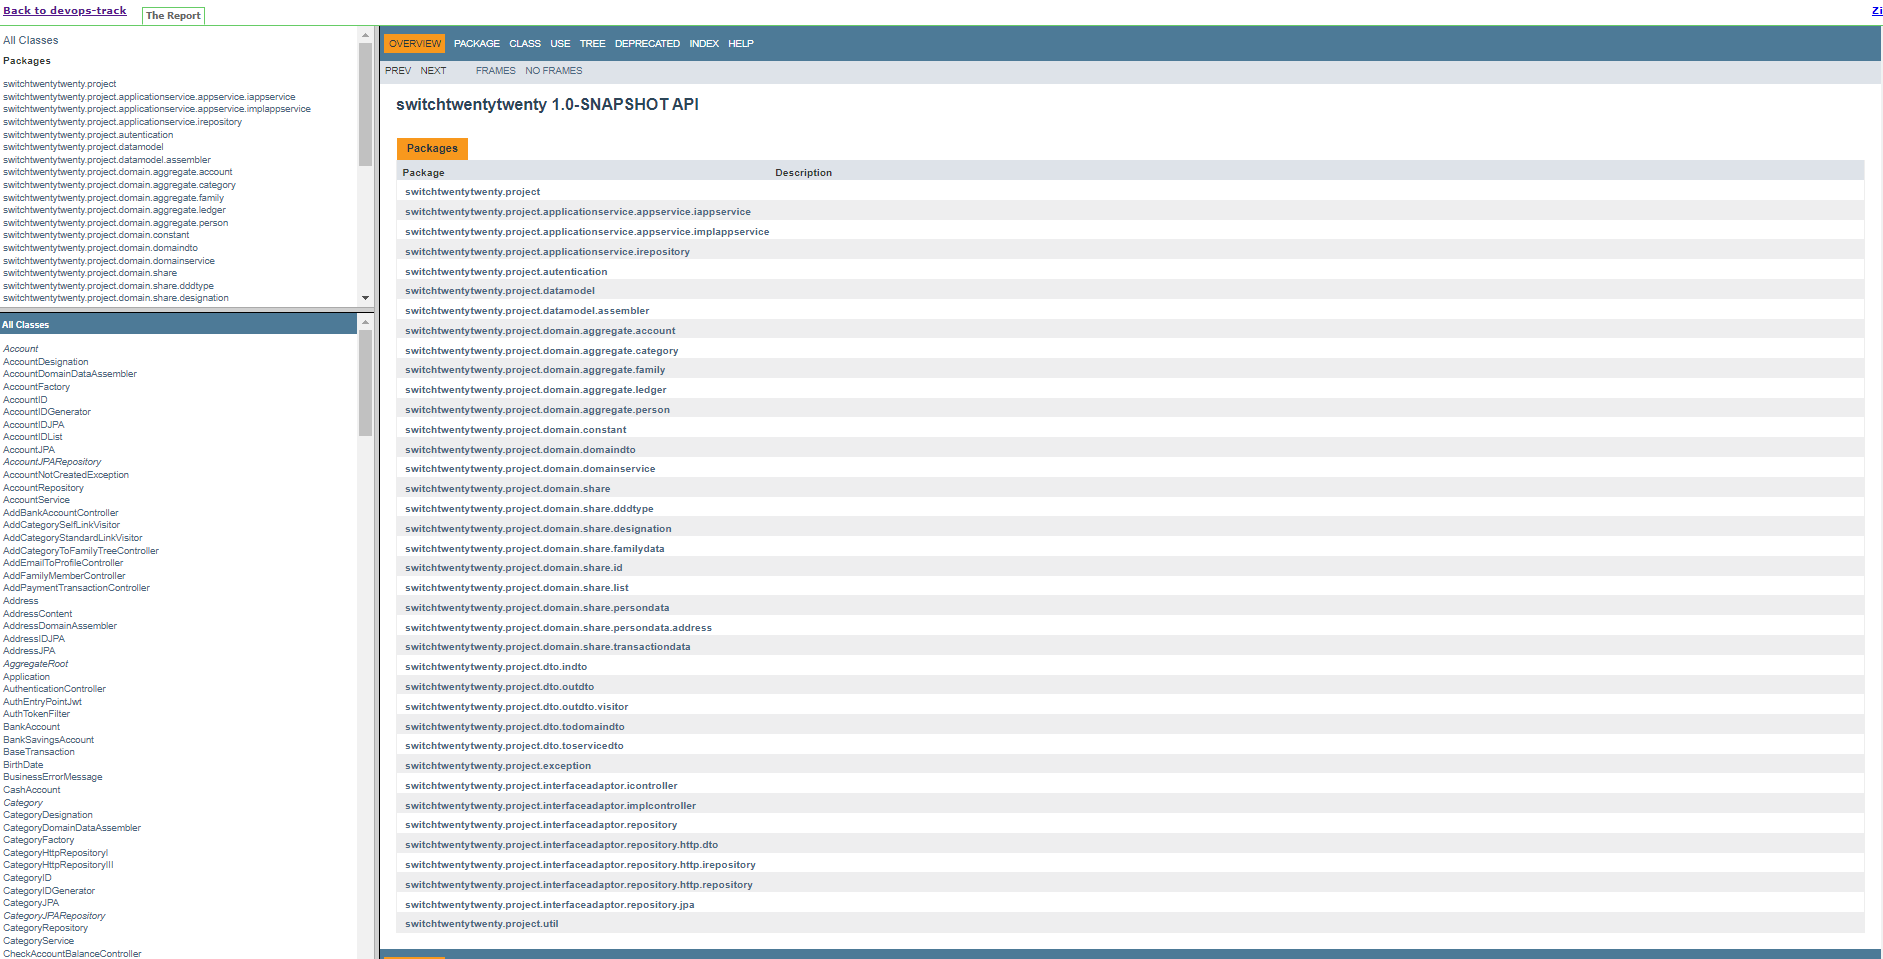 Back to devops-track
The Report
Zi
All Classes
Packages
switchtwentytwenty.project
switchtwentytwenty.project.applicationservice.appservice.iappservice
switchtwentytwenty.project.applicationservice.appservice.implappservice
switchtwentytwenty.project.applicationservice.irepository
switchtwentytwenty.project.autentication
switchtwentytwenty.project.datamodel
switchtwentytwenty.project.datamodel.assembler
switchtwentytwenty.project.domain.aggregate.account
switchtwentytwenty.project.domain.aggregate.category
switchtwentytwenty.project.domain.aggregate.family
switchtwentytwenty.project.domain.aggregate.ledger
switchtwentytwenty.project.domain.aggregate.person
switchtwentytwenty.project.domain.constant
switchtwentytwenty.project.domain.domaindto
switchtwentytwenty.project.domain.domainservice
switchtwentytwenty.project.domain.share
switchtwentytwenty.project.domain.share.dddtype
switchtwentytwenty.project.domain.share.designation
All Classes
Account
AccountDesignation
AccountDomainDataAssembler
AccountFactory
AccountID
AccountIDGenerator
AccountIDJPA
AccountIDList
AccountJPA
AccountJPARepository
AccountNotCreatedException
AccountRepository
AccountService
AddBankAccountController
AddCategorySelfLinkVisitor
AddCategoryStandardLinkVisitor
AddCategoryToFamilyTreeController
AddEmailToProfileController
AddFamilyMemberController
AddPaymentTransactionController
Address
AddressContent
AddressDomainAssembler
AddressIDJPA
AddressJPA
AggregateRoot
Application
AuthenticationController
AuthEntryPointJwt
AuthTokenFilter
BankAccount
BankSavingsAccount
BaseTransaction
BirthDate
BusinessErrorMessage
CashAccount
Category
CategoryDesignation
CategoryDomainDataAssembler
CategoryFactory
CategoryHttpRepositoryI
CategoryHttpRepositoryIII
CategoryID
CategoryIDGenerator
CategoryJPA
CategoryJPARepository
CategoryRepository
CategoryService
CheckAccountBalanceController
OVERVIEW PACKAGE CLASS USE TREE DEPRECATED INDEX HELP
PREV NEXT FRAMES NO FRAMES
switchtwentytwenty 1.0-SNAPSHOT API
Packages
Package Description
switchtwentytwenty.project
switchtwentytwenty.project.applicationservice.appservice.iappservice
switchtwentytwenty.project.applicationservice.appservice.implappservice
switchtwentytwenty.project.applicationservice.irepository
switchtwentytwenty.project.autentication
switchtwentytwenty.project.datamodel
switchtwentytwenty.project.datamodel.assembler
switchtwentytwenty.project.domain.aggregate.account
switchtwentytwenty.project.domain.aggregate.category
switchtwentytwenty.project.domain.aggregate.family
switchtwentytwenty.project.domain.aggregate.ledger
switchtwentytwenty.project.domain.aggregate.person
switchtwentytwenty.project.domain.constant
switchtwentytwenty.project.domain.domaindto
switchtwentytwenty.project.domain.domainservice
switchtwentytwenty.project.domain.share
switchtwentytwenty.project.domain.share.dddtype
switchtwentytwenty.project.domain.share.designation
switchtwentytwenty.project.domain.share.familydata
switchtwentytwenty.project.domain.share.id
switchtwentytwenty.project.domain.share.list
switchtwentytwenty.project.domain.share.persondata
switchtwentytwenty.project.domain.share.persondata.address
switchtwentytwenty.project.domain.share.transactiondata
switchtwentytwenty.project.dto.indto
switchtwentytwenty.project.dto.outdto
switchtwentytwenty.project.dto.outdto.visitor
switchtwentytwenty.project.dto.todomaindto
switchtwentytwenty.project.dto.toservicedto
switchtwentytwenty.project.exception
switchtwentytwenty.project.interfaceadaptor.icontroller
switchtwentytwenty.project.interfaceadaptor.implcontroller
switchtwentytwenty.project.interfaceadaptor.repository
switchtwentytwenty.project.interfaceadaptor.repository.http.dto
switchtwentytwenty.project.interfaceadaptor.repository.http.irepository
switchtwentytwenty.project.interfaceadaptor.repository.http.repository
switchtwentytwenty.project.interfaceadaptor.repository.jpa
switchtwentytwenty.project.util